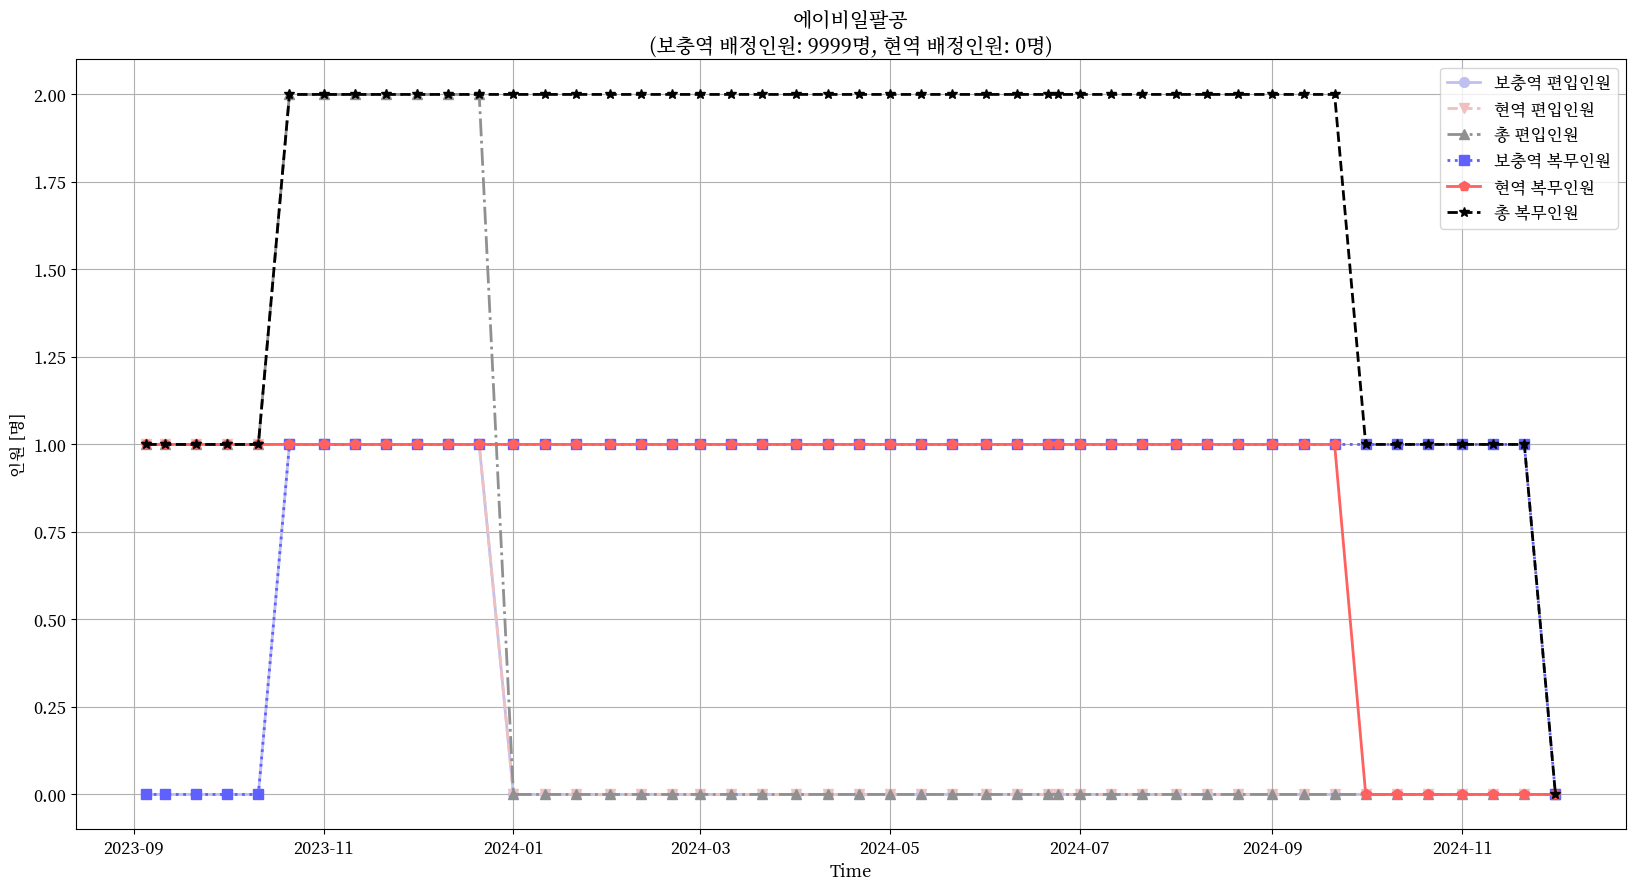 에이비일팔공
(보충역 배정인원: 9999명, 현역 배정인원: 0명)
보충역 편입인원
현역 편입인원
총 편입인원
보충역 복무인원
현역 복무인원
총 복무인원
인원 [명]
2.00
1.75
1.50
1.25
1.00
0.75
0.50
0.25
0.00
2023-09
2023-11
2024-01
2024-03
2024-05
2024-07
2024-09
2024-11
Time